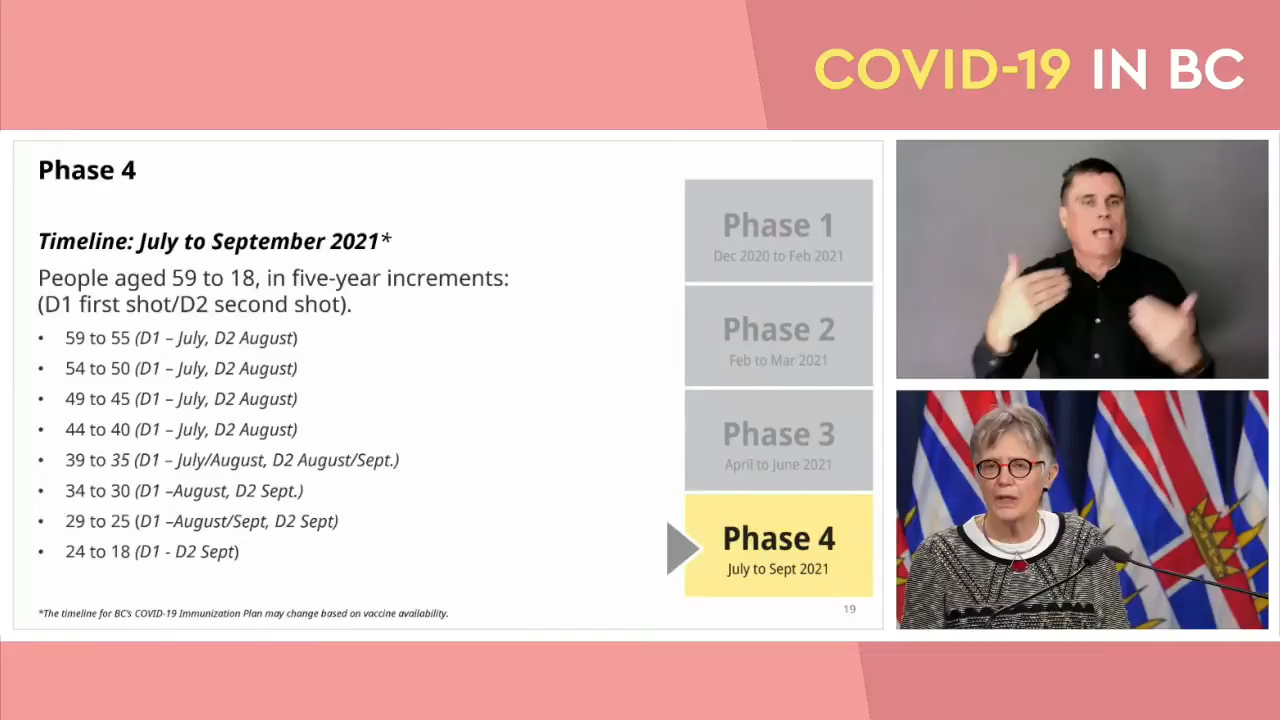 COVID-19 IN BC
Phase 4
Timeline: July to September 2021*
People aged 59 to 18, in five-year increments:
(D1 first shot/D2 second shot).
• 59 to 55 (D1 – July, D2 August)
• 54 to 50 (D1 – July, D2 August)
• 49 to 45 (D1 – July, D2 August)
• 44 to 40 (D1 – July, D2 August)
• 39 to 35 (D1 – July/August, D2 August/Sept.)
• 34 to 30 (D1 –August, D2 Sept.)
• 29 to 25 (D1 –August/Sept, D2 Sept)
• 24 to 18 (D1 - D2 Sept)
*The timeline for BC's COVID-19 Immunization Plan may change based on vaccine availability.
Phase 1
Dec 2020 to Feb 2021
Phase 2
Feb to Mar 2021
Phase 3
April to June 2021
Phase 4
July to Sept 2021
19